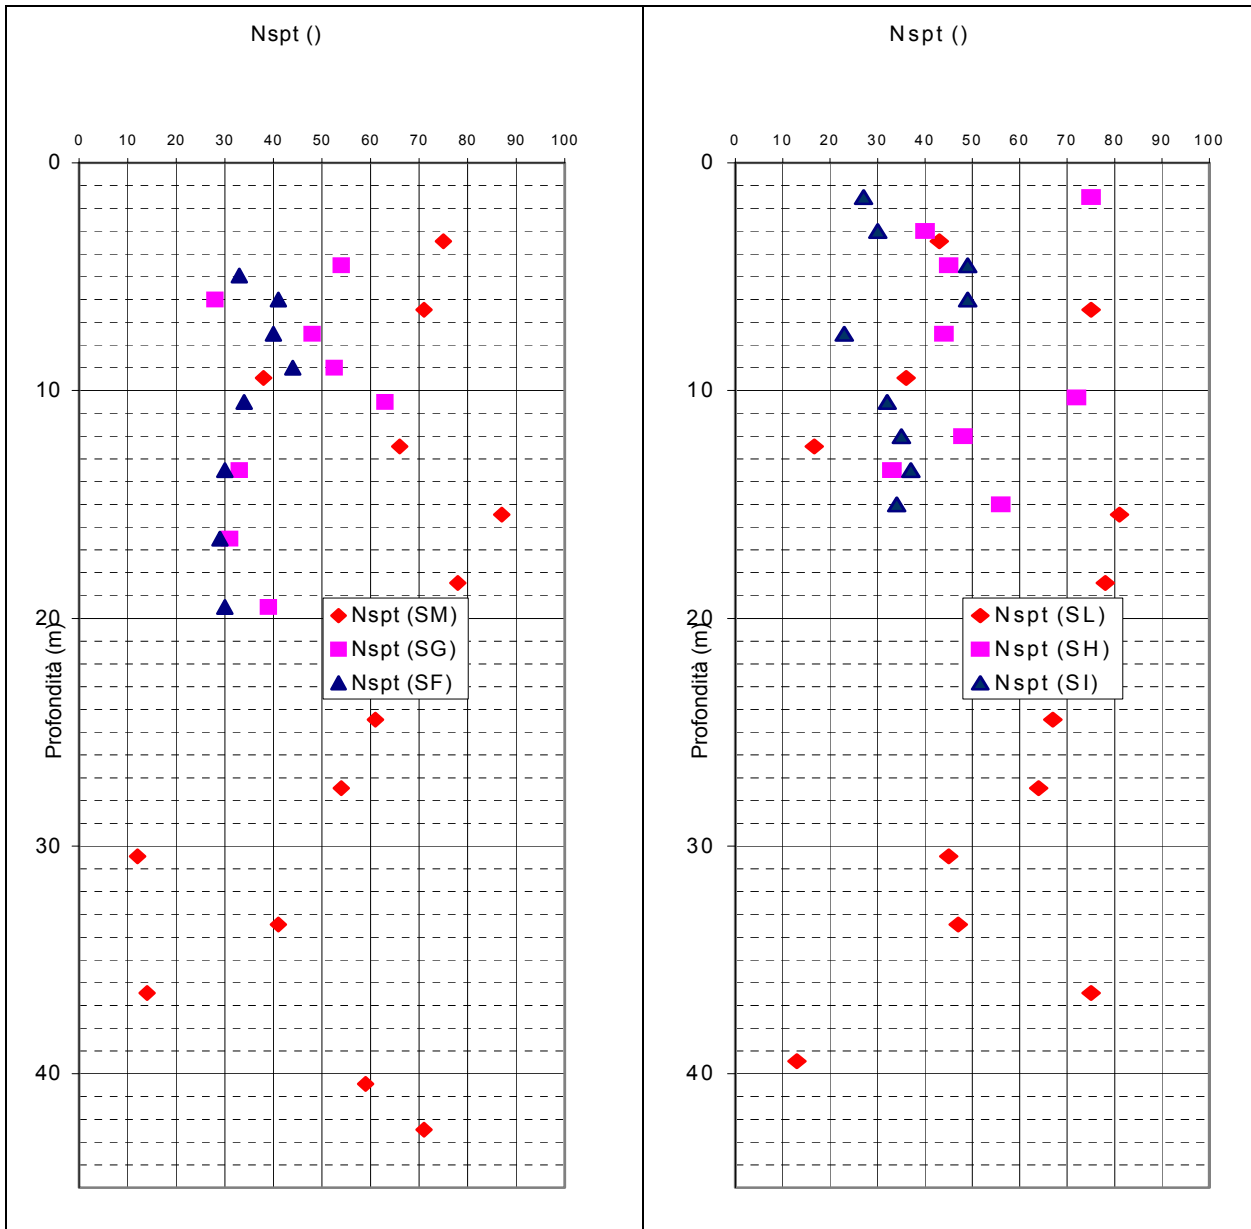 Nspt ()
0 10 20 30 40 50 60 70 80 90 100
0
10
20
30
40
Profondità (m)
Nspt (SM)
Nspt (SG)
Nspt (SF)
Nspt ()
0 10 20 30 40 50 60 70 80 90 100
0
10
20
30
40
Profondità (m)
Nspt (SL)
Nspt (SH)
Nspt (SI)